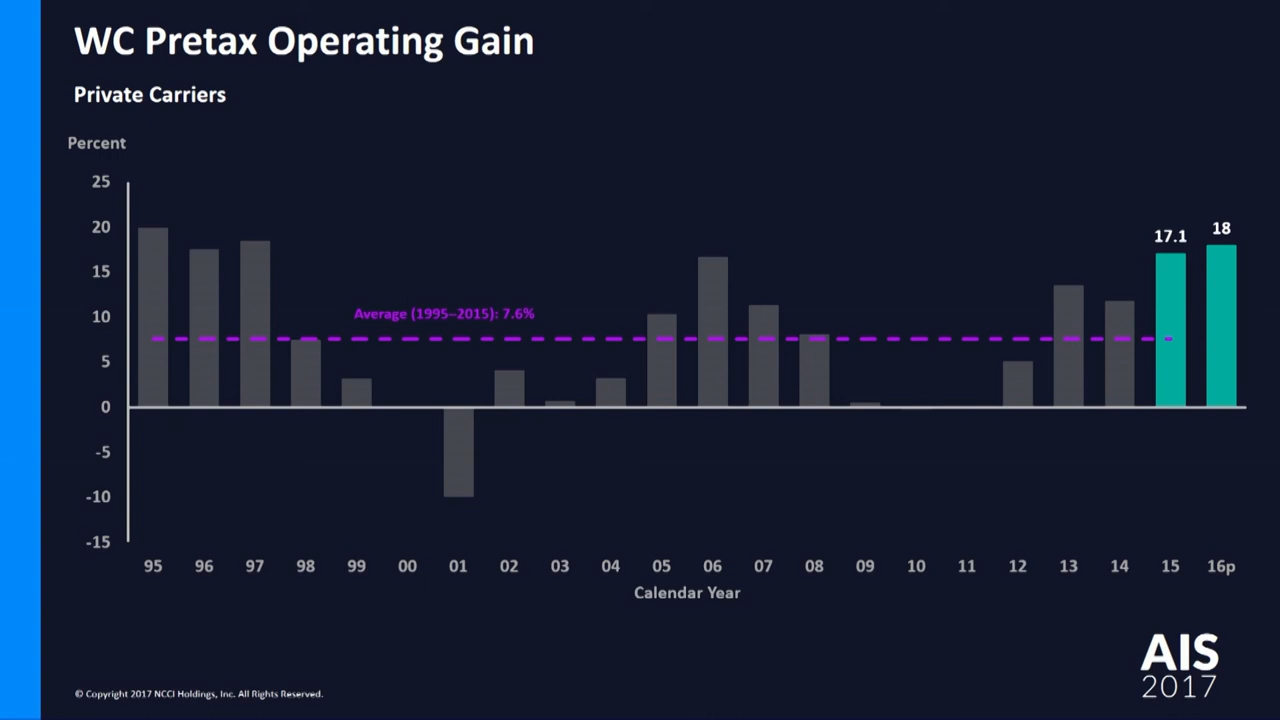 WC Pretax Operating Gain
Private Carriers
Percent
25
20
15
10
5
0
-5
-10
-15
17.1
18
Average (1995–2015): 7.6%
95 96 97 98 99 00 01 02 03 04 05 06 07 08 09 10 11 12 13 14 15 16p
Calendar Year
© Copyright 2017 NCCI Holdings, Inc. All Rights Reserved.
AIS
2017